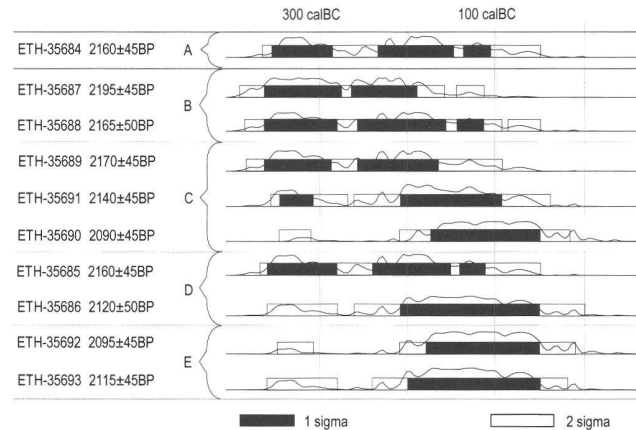 300 calBC 100 calBC
ETH-35684 2160±45BP A
ETH-35687 2195±45BP
B
ETH-35688 2165±50BP
ETH-35689 2170±45BP
ETH-35691 2140±45BP C
ETH-35690 2090±45BP
ETH-35685 2160±45BP
D
ETH-35686 2120±50BP
ETH-35692 2095±45BP
E
ETH-35693 2115±45BP
1 sigma 2 sigma